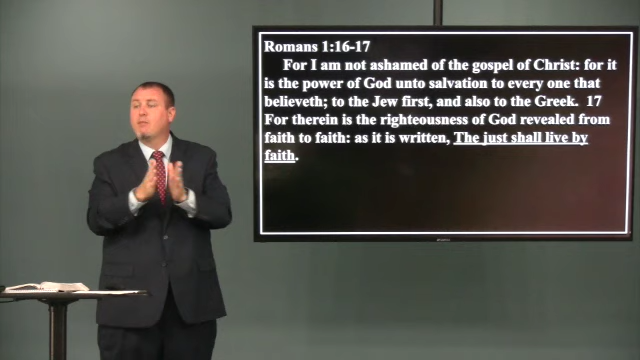 Romans 1:16-17
For I am not ashamed of the gospel of Christ: for it
is the power of God unto salvation to every one that
believeth; to the Jew first, and also to the Greek. 17
For therein is the righteousness of God revealed from
faith to faith: as it is written, The just shall live by
faith.